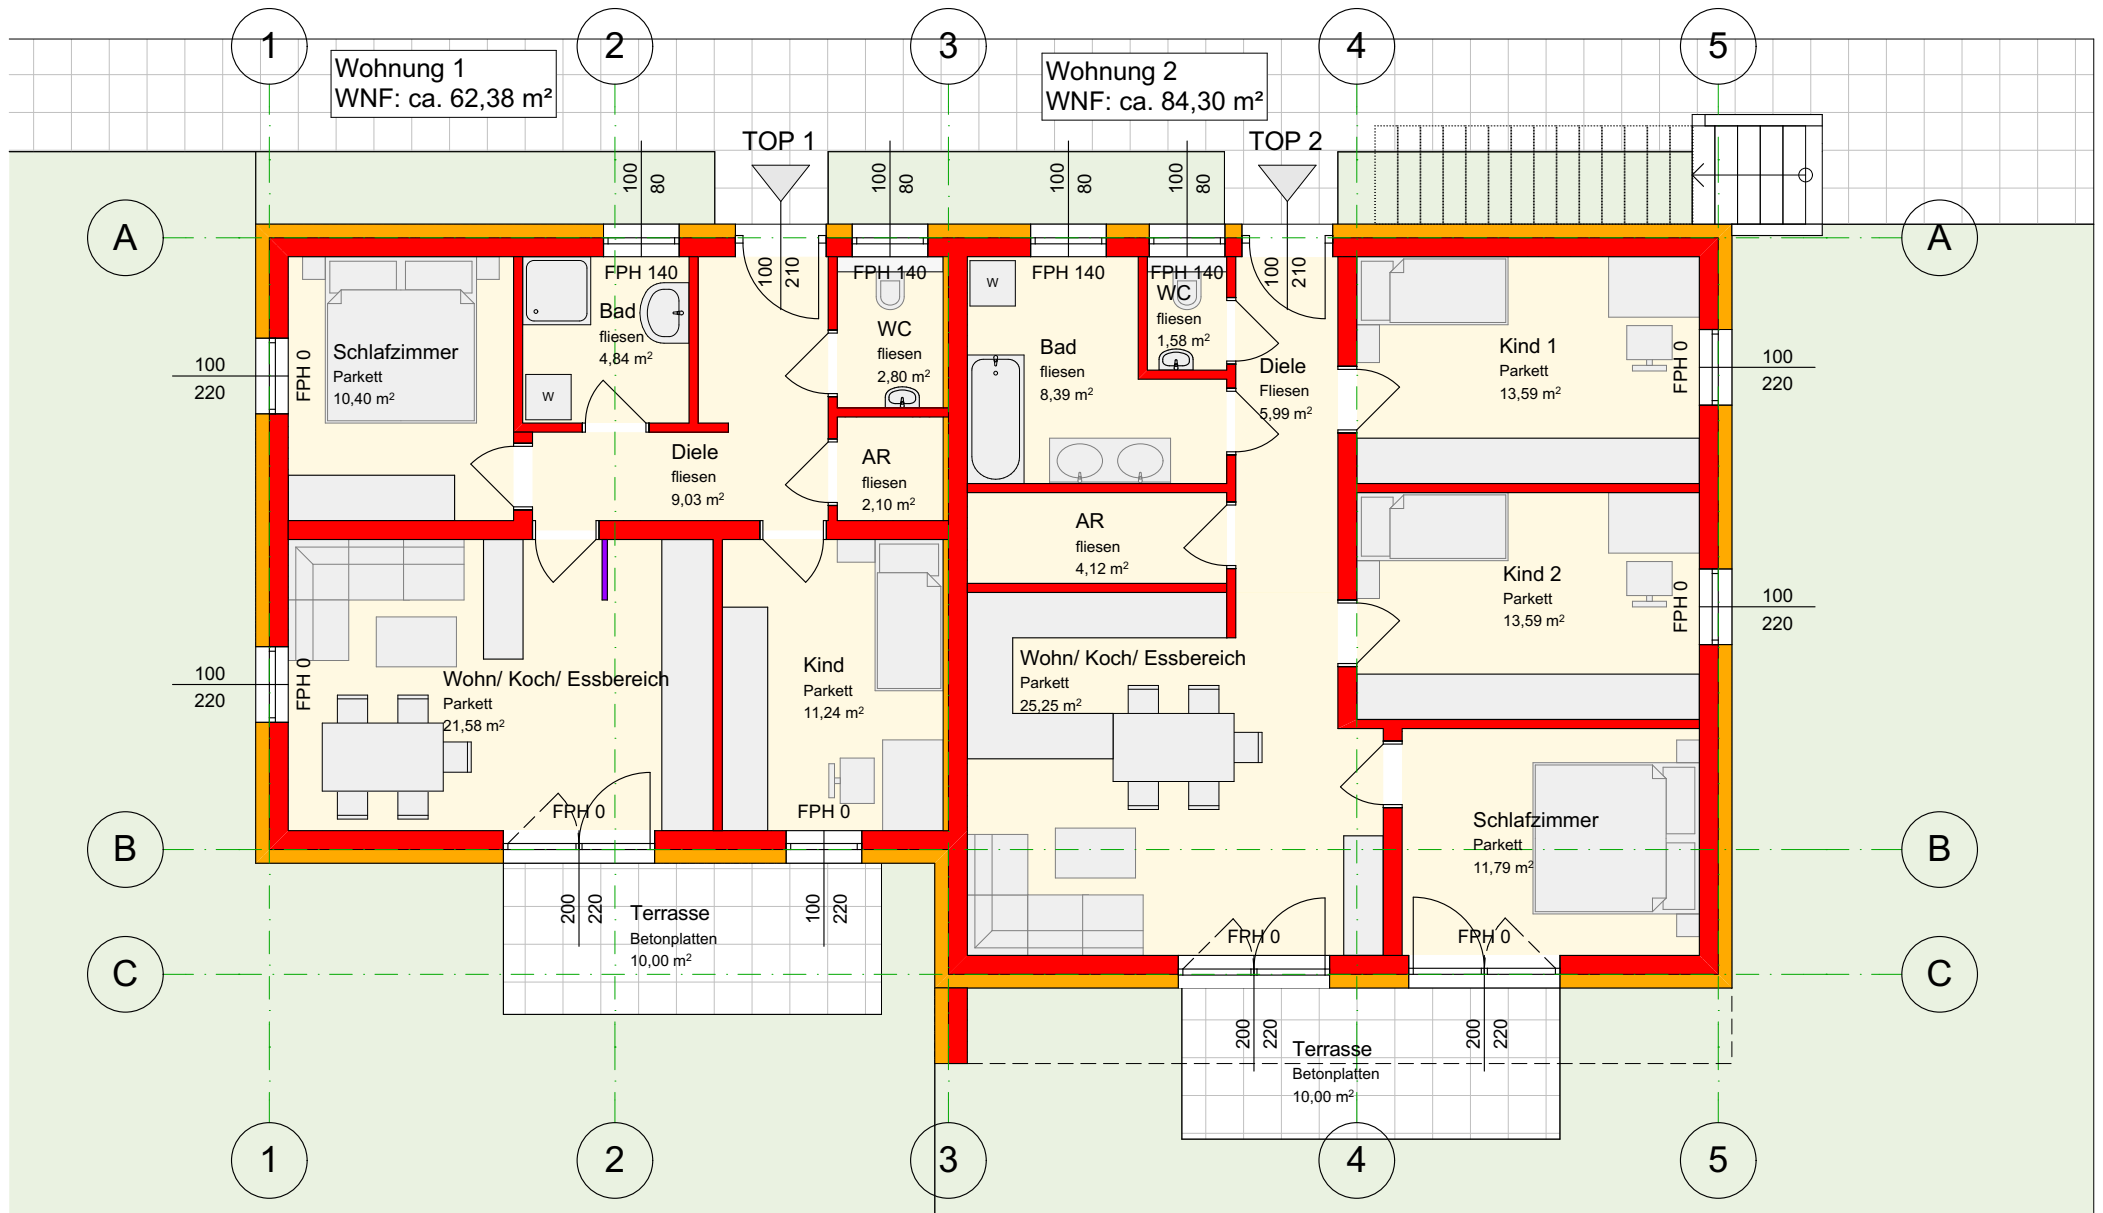 1
2
3
4
5
Wohnung 1
WNF: ca. 62,38 m²
Wohnung 2
WNF: ca. 84,30 m²
TOP 1
TOP 2
100
80
100
80
100
80
100
80
A
A
100
210
100
210
FPH 140
FPH 140
FPH 140
FPH 140
Schlafzimmer
Parkett
10,40 m²
Bad
fliesen
4,84 m²
W
WC
fliesen
2,80 m²
W
Bad
fliesen
8,39 m²
WC
fliesen
1,58 m²
Diele
Fliesen
5,99 m²
Kind 1
Parkett
13,59 m²
FPH 0
100
220
FPH 0
100
220
Diele
fliesen
9,03 m²
AR
fliesen
2,10 m²
AR
fliesen
4,12 m²
Kind 2
Parkett
13,59 m²
FPH 0
100
220
100
220
FPH 0
Wohn/ Koch/ Essbereich
Parkett
21,58 m²
Kind
Parkett
11,24 m²
Wohn/ Koch/ Essbereich
Parkett
25,25 m²
FPH 0
FPH 0
Schlafzimmer
Parkett
11,79 m²
B
B
200
220
100
220
Terrasse
Betonplatten
10,00 m²
FPH 0
FPH 0
C
C
200
220
200
220
Terrasse
Betonplatten
10,00 m²
1
2
3
4
5